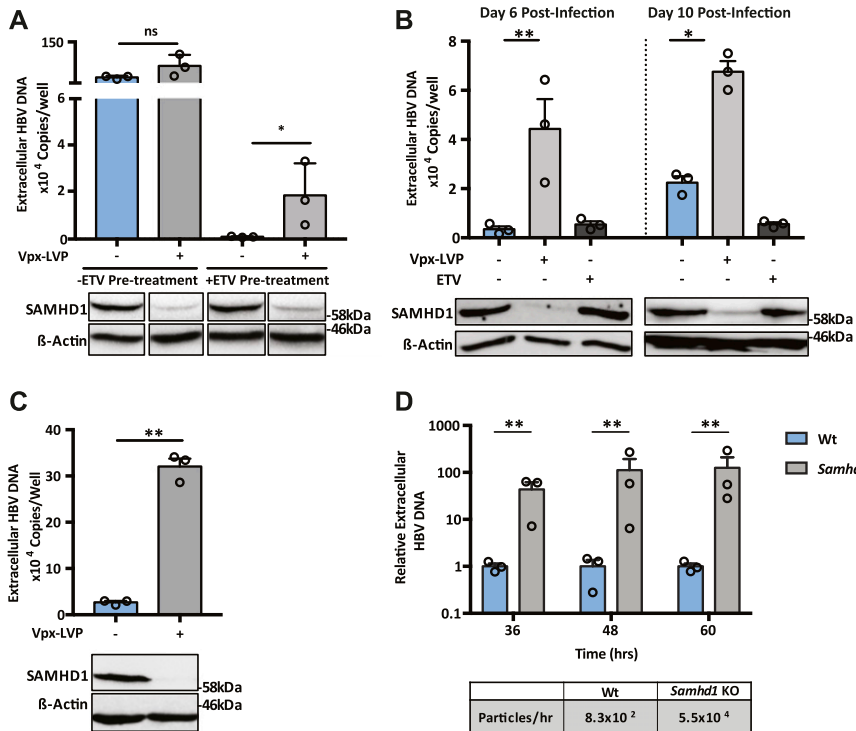 A
ns
150
6
4
2
0
Extracellular HBV DNA
x10 4 Copies/well
*
Vpx-LVP - + - +
-ETV Pre-treatment +ETV Pre-treatment
SAMHD1
-58kDa
-46kDa
ß-Actin
B
Day 6 Post-Infection Day 10 Post-Infection
** *
8
6
4
2
0
Extracellular HBV DNA
x10 4 Copies/well
Vpx-LVP - + - - + -
ETV - - + - - +
SAMHD1
-58kDa
-46kDa
ß-Actin
C
**
40
30
20
10
0
Extracellular HBV DNA
x10 4 Copies/Well
Vpx-LVP - +
SAMHD1
-58kDa
-46kDa
ß-Actin
D
** ** **
1000
100
10
1
0.1
Relative Extracellular
HBV DNA
36 48 60
Time (hrs)
Wt
Samhd
Wt Samhd1 KO
Particles/hr 8.3x10 2 5.5x10 4